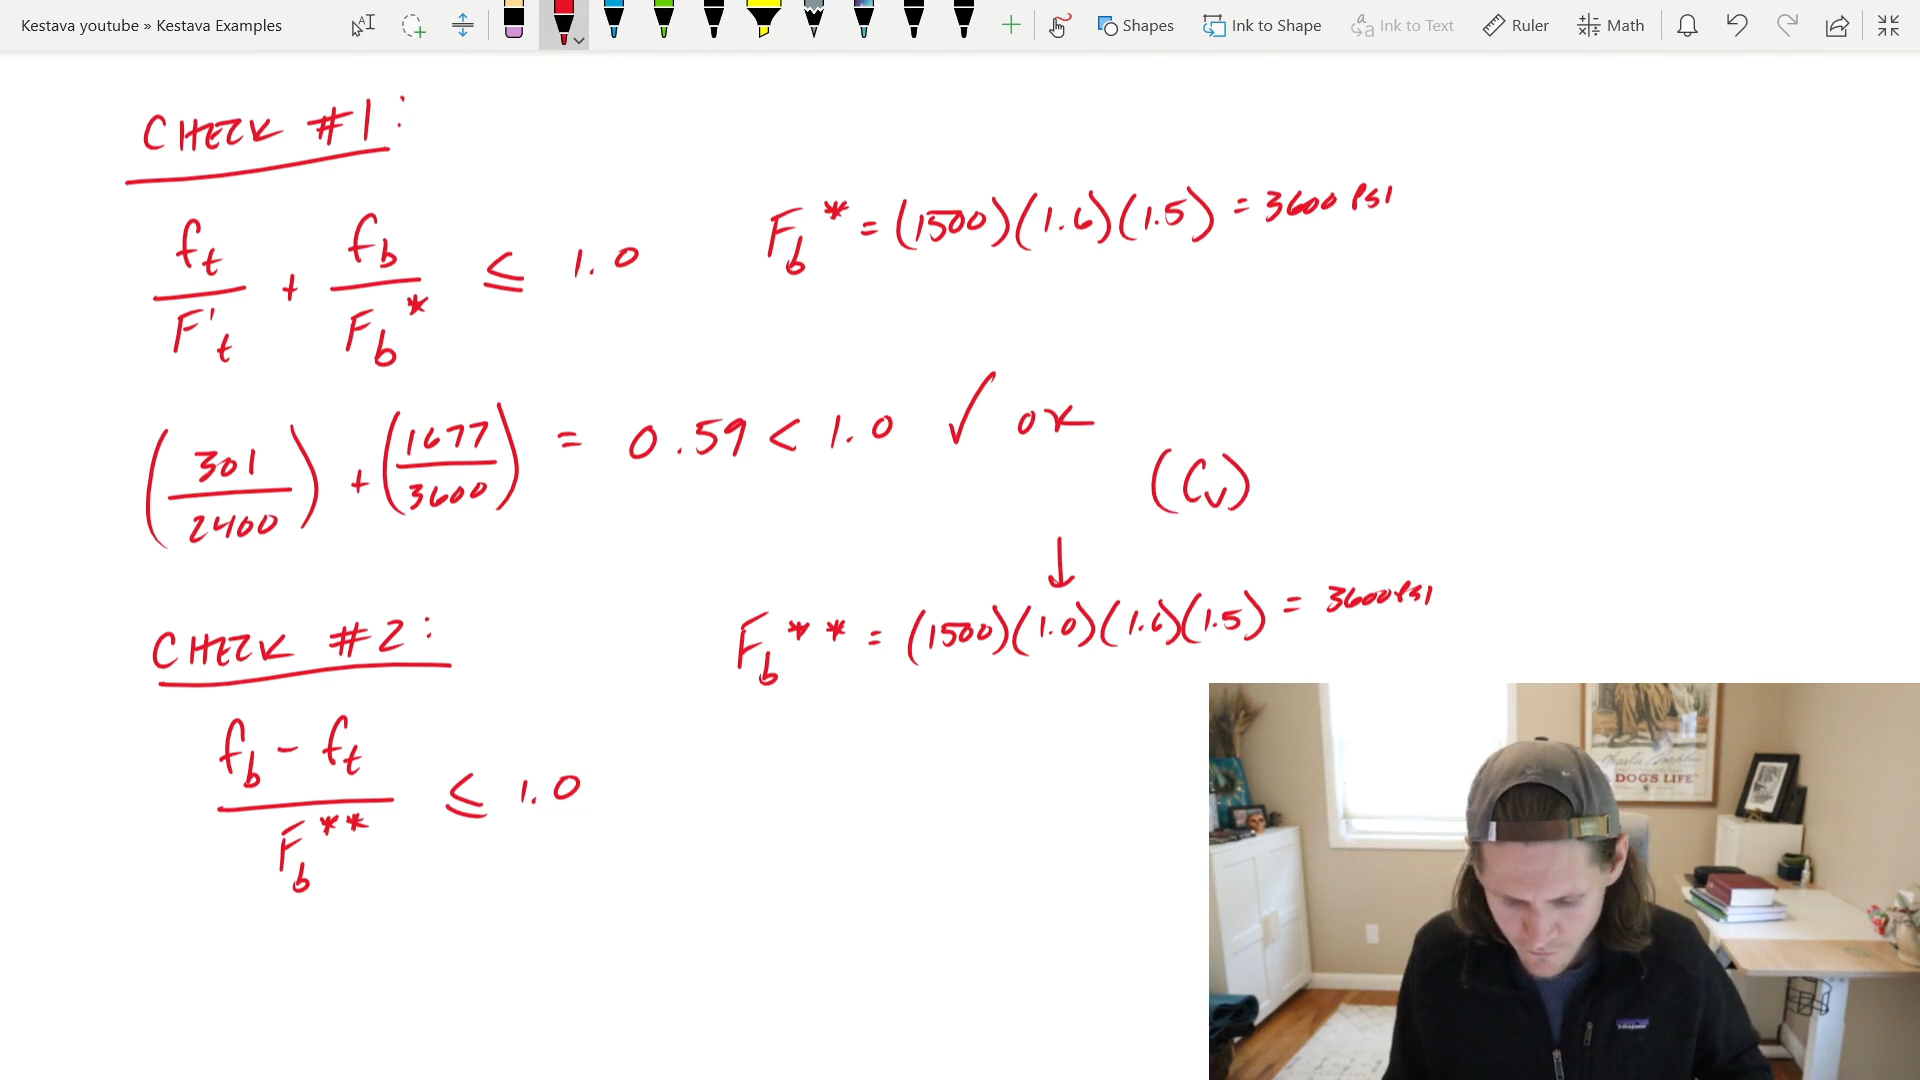 Kestava youtube » Kestava Examples
Shapes
Ink to Shape
Ink to Text
Ruler
Math
CHECK #1:
ft/F't + fb/Fb* ≤ 1.0
Fb* = (1500)(1.6)(1.5) = 3600 PSI
(301/2400) + (1677/3600) = 0.59 < 1.0 ✓ OK
(Cv)
↓
CHECK #2:
Fb** = (1500)(1.0)(1.6)(1.5) = 3600 PSI
fb - ft/Fb** ≤ 1.0
DOG'S LIFE
patagonia